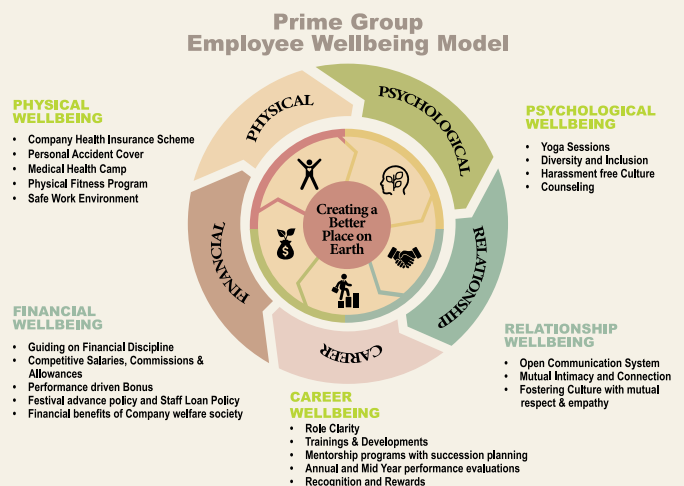 Prime Group
Employee Wellbeing Model
PHYSICAL
WELLBEING
• Company Health Insurance Scheme
• Personal Accident Cover
• Medical Health Camp
• Physical Fitness Program
• Safe Work Environment
PSYCHOLOGICAL
WELLBEING
• Yoga Sessions
• Diversity and Inclusion
• Harassment free Culture
• Counseling
PHYSICAL
PSYCHOLOGICAL
RELATIONSHIP
CAREER
FINANCIAL
Creating a
Better
Place on
Earth
$
FINANCIAL
WELLBEING
• Guiding on Financial Discipline
• Competitive Salaries, Commissions &
Allowances
• Performance driven Bonus
• Festival advance policy and Staff Loan Policy
• Financial benefits of Company welfare society
RELATIONSHIP
WELLBEING
• Open Communication System
• Mutual Intimacy and Connection
• Fostering Culture with mutual
respect & empathy
CAREER
WELLBEING
• Role Clarity
• Trainings & Developments
• Mentorship programs with succession planning
• Annual and Mid Year performance evaluations
• Recognition and Rewards